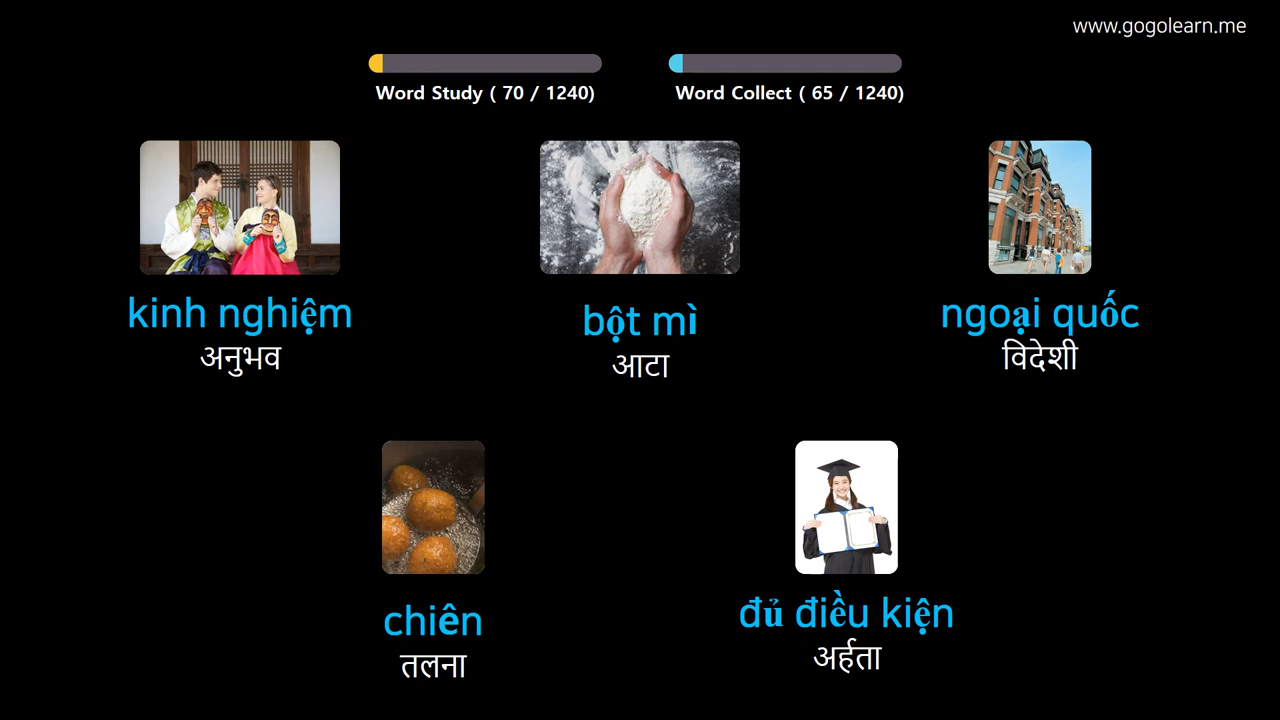 www.gogolearn.me
Word Study ( 70 / 1240)
Word Collect ( 65 / 1240)
kinh nghiệm
अनुभव
bột mì
आटा
ngoại quốc
विदेशी
chiên
तलना
đủ điều kiện
अर्हता